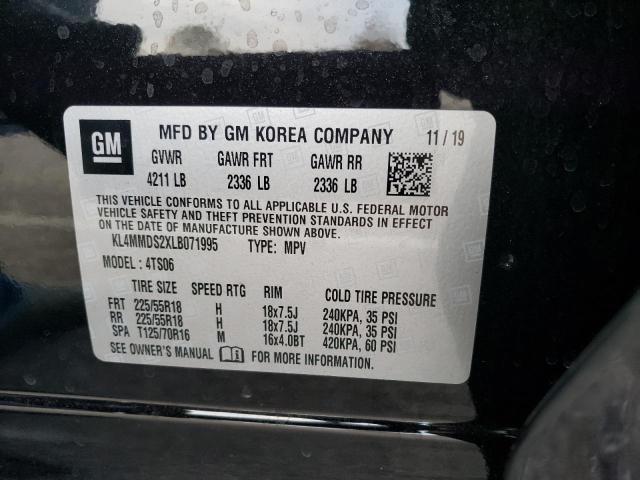 GM
MFD BY GM KOREA COMPANY 11/19
GVWR GAWR FRT GAWR RR
4211 LB 2336 LB 2336 LB
THIS VEHICLE CONFORMS TO ALL APPLICABLE U.S. FEDERAL MOTOR
VEHICLE SAFETY AND THEFT PREVENTION STANDARDS IN EFFECT
ON THE DATE OF MANUFACTURE SHOWN ABOVE.
KL4MMDS2XLB071995 TYPE: MPV
MODEL: 4TS06
TIRE SIZE SPEED RTG RIM COLD TIRE PRESSURE
FRT 225/55R18 H 18x7.5J 240KPA, 35 PSI
RR 225/55R18 H 18x7.5J 240KPA, 35 PSI
SPA T125/70R16 M 16x4.0BT 420KPA, 60 PSI
SEE OWNER'S MANUAL FOR MORE INFORMATION.